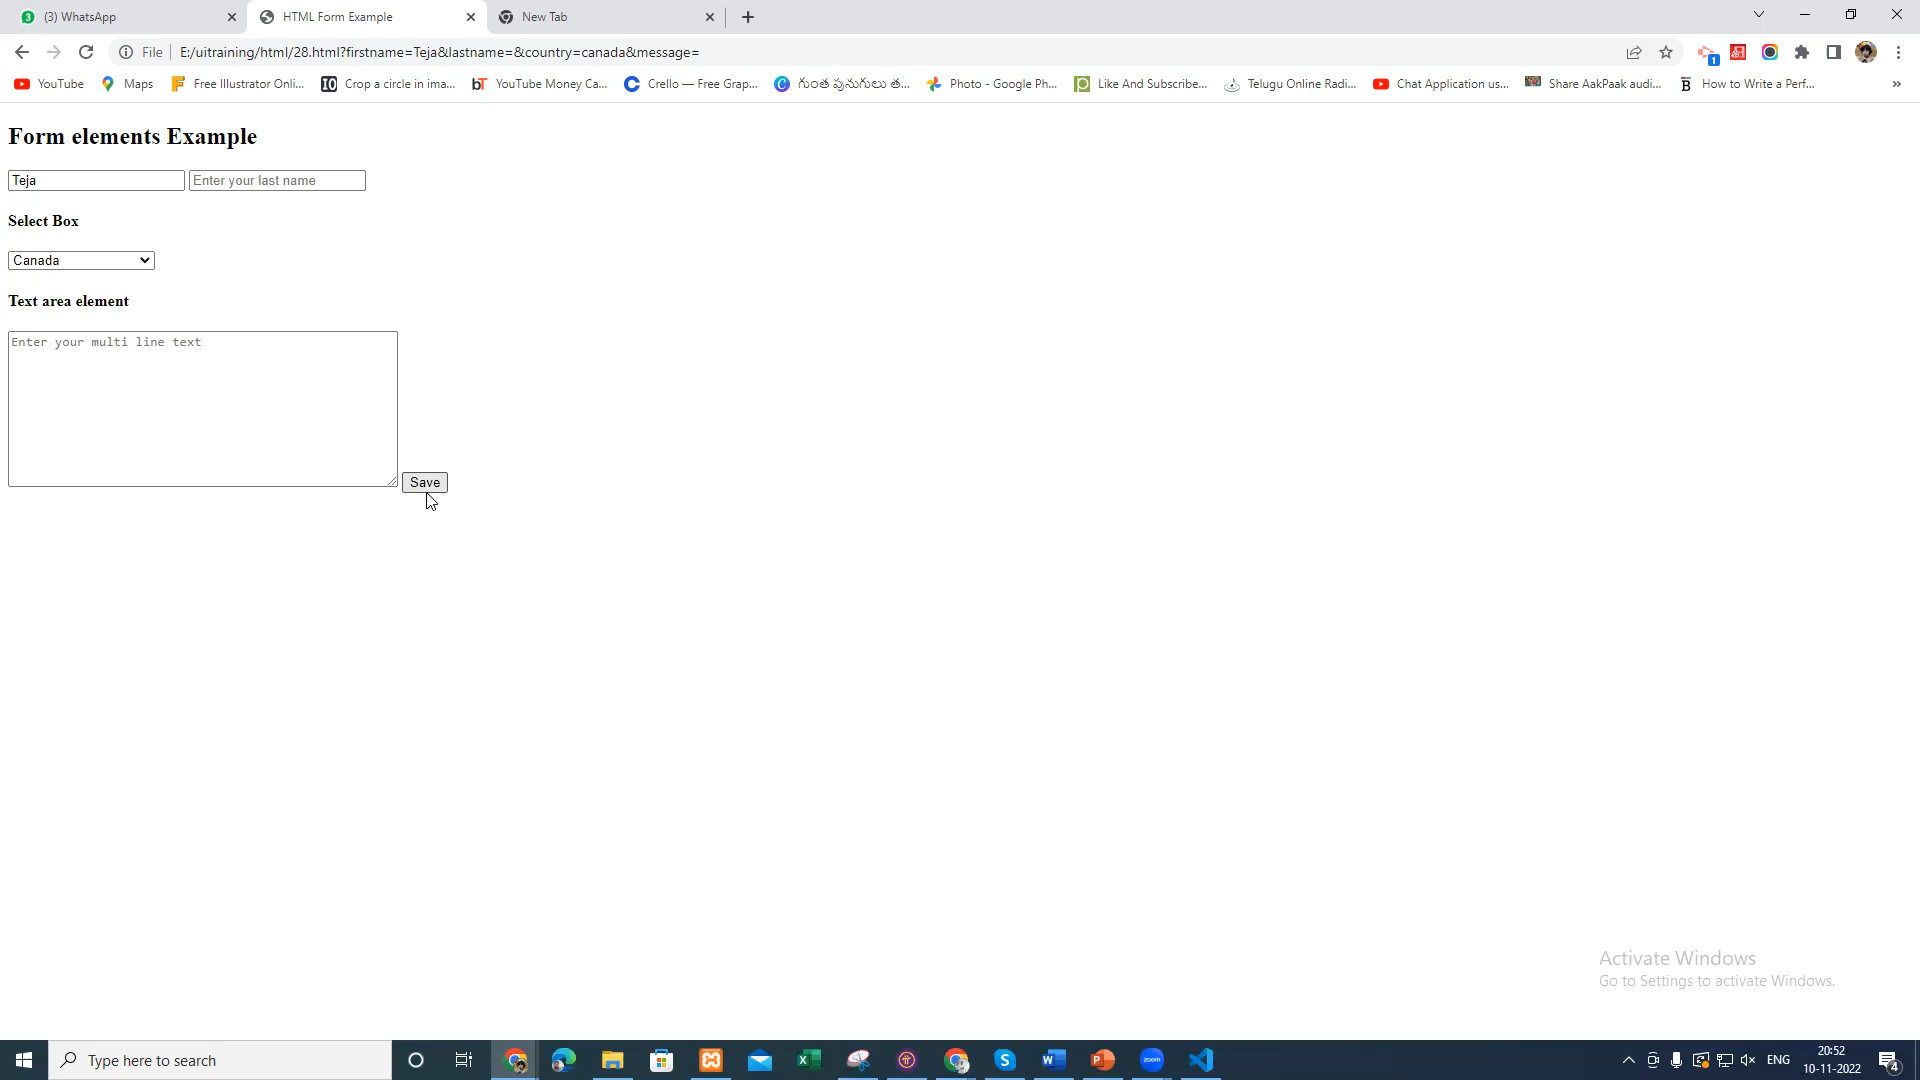 (3) WhatsApp
HTML Form Example
New Tab
File
E:/uitraining/html/28.html?firstname=Teja&lastname=&country=canada&message=
1
YouTube
Maps
Free Illustrator Onli...
Crop a circle in ima...
YouTube Money Ca...
Crello — Free Grap...
గుంత పునుగులు త...
Photo - Google Ph...
Like And Subscribe...
Telugu Online Radi...
Chat Application us...
Share AakPaak audi...
How to Write a Perf...
Form elements Example
Teja
Enter your last name
Select Box
Canada
Text area element
Enter your multi line text
Save
Activate Windows
Go to Settings to activate Windows.
Type here to search
ENG
20:52
10-11-2022
4